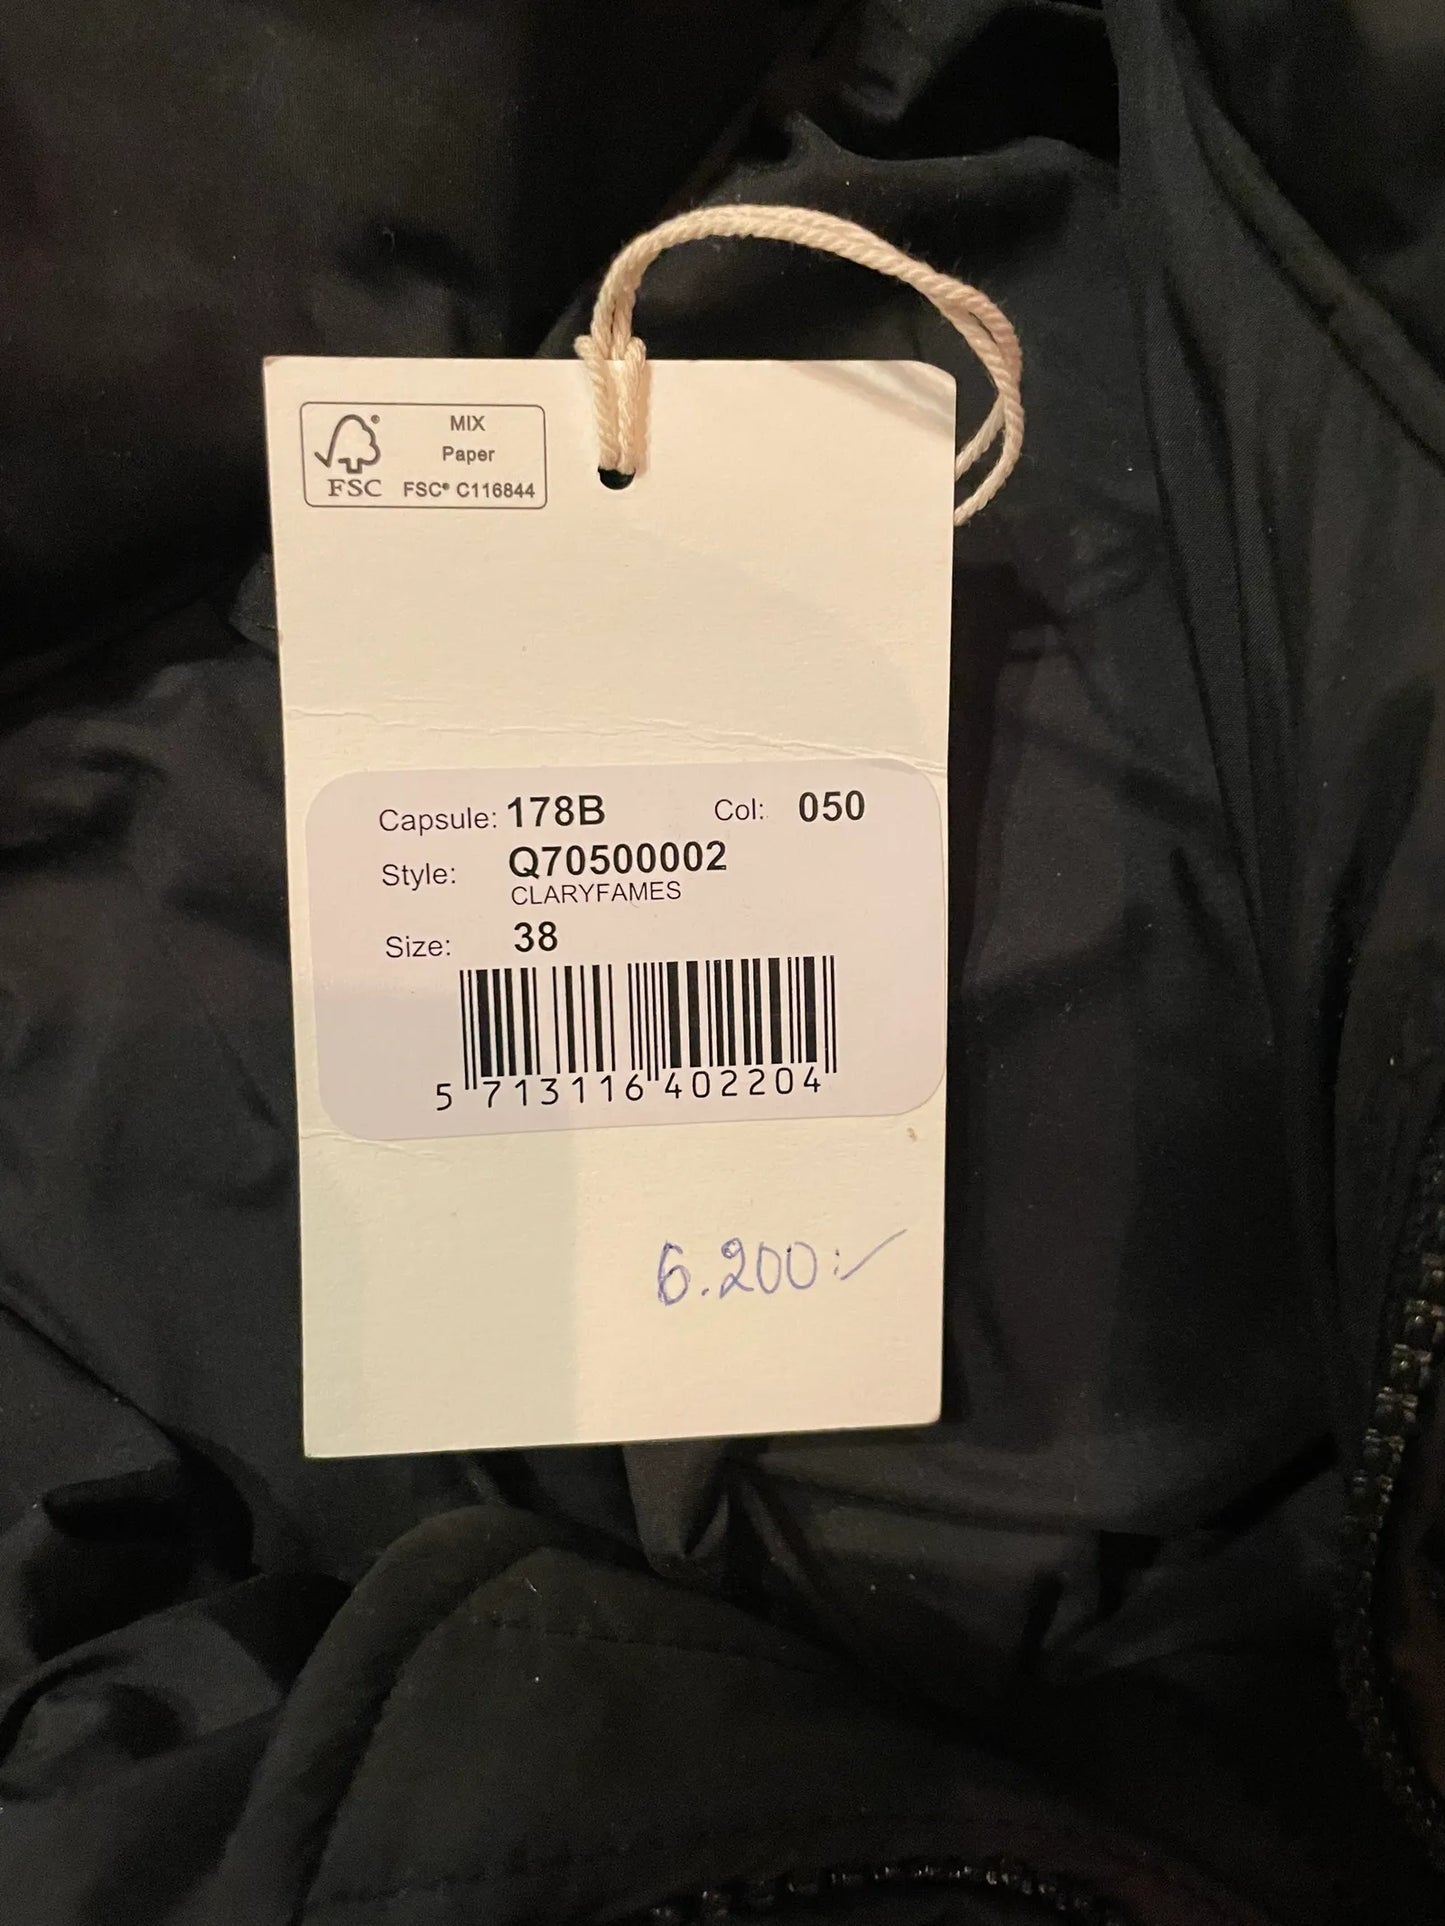 MIX
Paper
FSC FSC® C116844
Capsule: 178B Col: 050
Style: Q70500002
CLARYFAMES
Size: 38
5 713116 402204
6.200:-